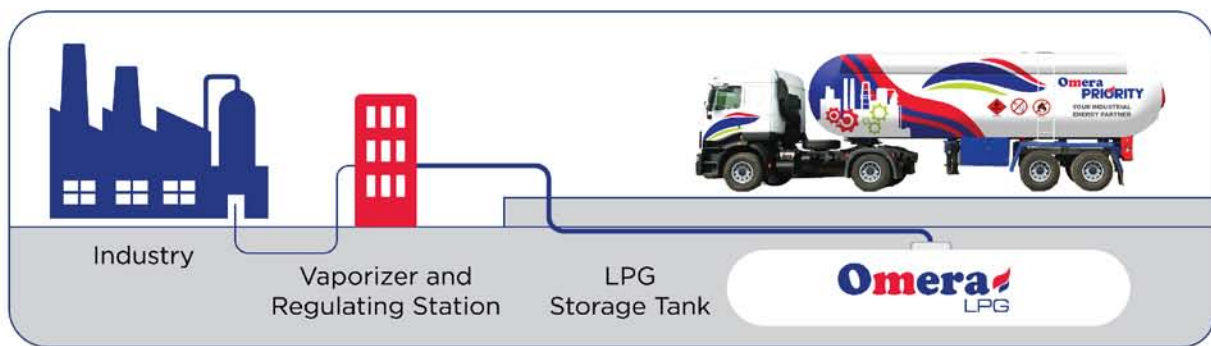 Omera
PRIORITY
YOUR INDUSTRIAL
ENERGY PARTNER
Industry
Vaporizer and
Regulating Station
LPG
Storage Tank
Omera
LPG